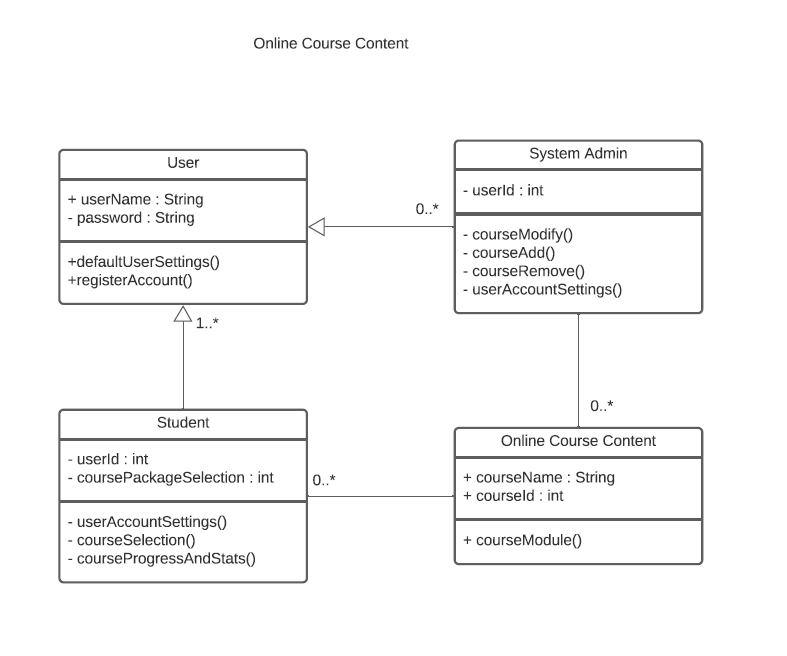 Online Course Content
User
+ userName : String
- password : String
+defaultUserSettings()
+registerAccount()
System Admin
- userId : int
- courseModify()
- courseAdd()
- courseRemove()
- userAccountSettings()
0..*
1..*
0..*
Student
- userId : int
- coursePackageSelection : int
- userAccountSettings()
- courseSelection()
- courseProgressAndStats()
0..*
Online Course Content
+ courseName : String
+ courseId : int
+ courseModule()